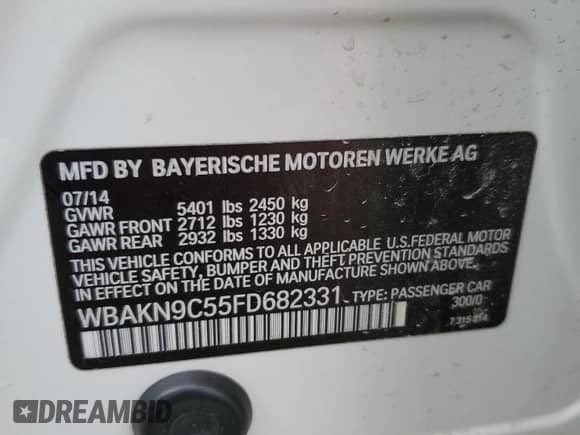 MFD BY BAYERISCHE MOTOREN WERKE AG
07/14
GVWR 5401 lbs 2450 kg
GAWR FRONT 2712 lbs 1230 kg
GAWR REAR 2932 lbs 1330 kg
THIS VEHICLE CONFORMS TO ALL APPLICABLE U.S.FEDERAL MOTOR
VEHICLE SAFETY, BUMPER, AND THEFT PREVENTION STANDARDS
IN EFFECT ON THE DATE OF MANUFACTURE SHOWN ABOVE.
WBAKN9C55FD682331 TYPE: PASSENGER CAR
300/0
DREAMBID